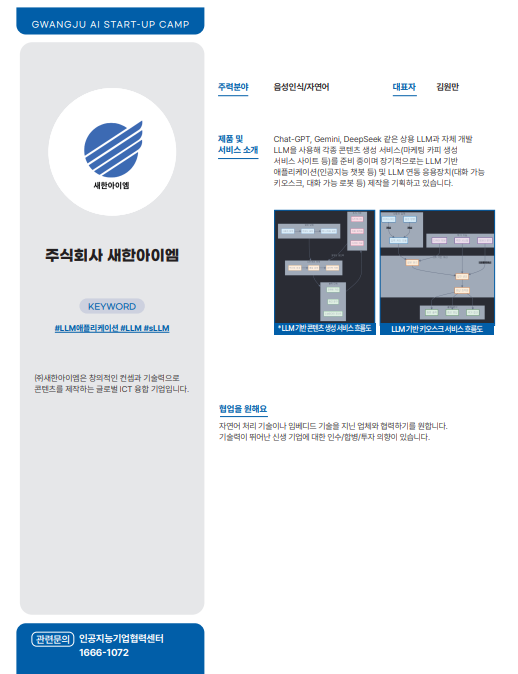 GWANGJU AI START-UP CAMP
새한아이엠
주식회사 새한아이엠
KEYWORD
#LLM애플리케이션 #LLM #sLLM
㈜새한아이엠은 창의적인 컨셉과 기술력으로
콘텐츠를 제작하는 글로벌 ICT 융합 기업입니다.
관련문의 인공지능기업협력센터
1666-1072
주력분야 음성인식/자연어 대표자 김원만
제품 및
서비스 소개
Chat-GPT, Gemini, DeepSeek 같은 상용 LLM과 자체 개발
LLM을 사용해 각종 콘텐츠 생성 서비스(마케팅 카피 생성
서비스 사이트 등)를 준비 중이며 장기적으로는 LLM 기반
애플리케이션(인공지능 챗봇 등) 및 LLM 연동 응용장치(대화 가능
키오스크, 대화 가능 로봇 등) 제작을 기획하고 있습니다.
*LLM 기반 콘텐츠 생성 서비스 흐름도
LLM 기반 키오스크 서비스 흐름도
협업을 원해요
자연어 처리 기술이나 임베디드 기술을 지닌 업체와 협력하기를 원합니다.
기술력이 뛰어난 신생 기업에 대한 인수/합병/투자 의향이 있습니다.